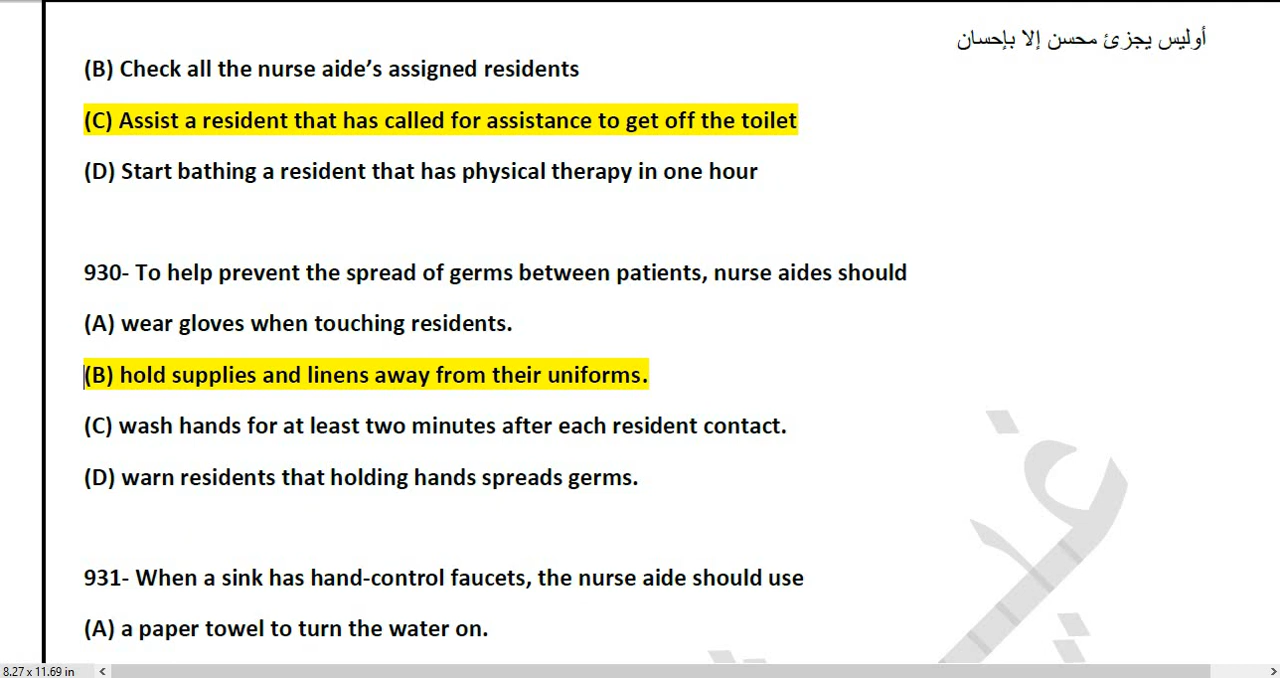 أوليس يجزئ محسن إلا بإحسان
(B) Check all the nurse aide’s assigned residents
(C) Assist a resident that has called for assistance to get off the toilet
(D) Start bathing a resident that has physical therapy in one hour
930- To help prevent the spread of germs between patients, nurse aides should
(A) wear gloves when touching residents.
(B) hold supplies and linens away from their uniforms.
(C) wash hands for at least two minutes after each resident contact.
(D) warn residents that holding hands spreads germs.
931- When a sink has hand-control faucets, the nurse aide should use
(A) a paper towel to turn the water on.
8.27 x 11.69 in